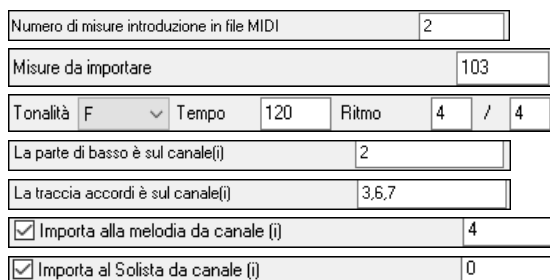 Numero di misure introduzione in file MIDI 2
Misure da importare 103
Tonalità F Tempo 120 Ritmo 4 / 4
La parte di basso è sul canale(i) 2
La traccia accordi è sul canale(i) 3,6,7
Importa alla melodia da canale (i) 4
Importa al Solista da canale (i) 0